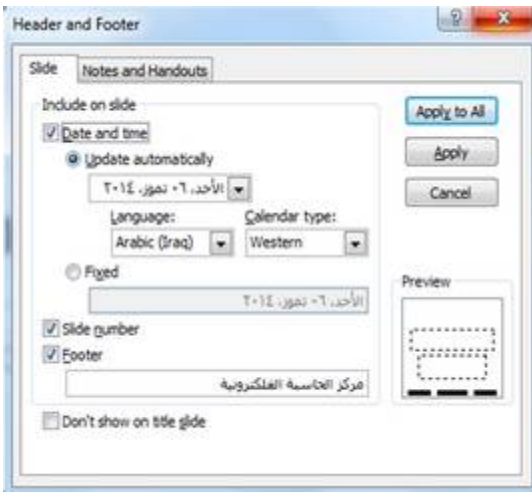 Header and Footer
Slide
Notes and Handouts
Include on slide
Date and time
Update automatically
الأحد، ٠٦ تموز، ٢٠١٤
Language:
Calendar type:
Arabic (Iraq)
Western
Fixed
الأحد، ٠٦ تموز، ٢٠١٤
Slide number
Footer
مركز الحاسبة الالكترونية
Don't show on title slide
Apply to All
Apply
Cancel
Preview